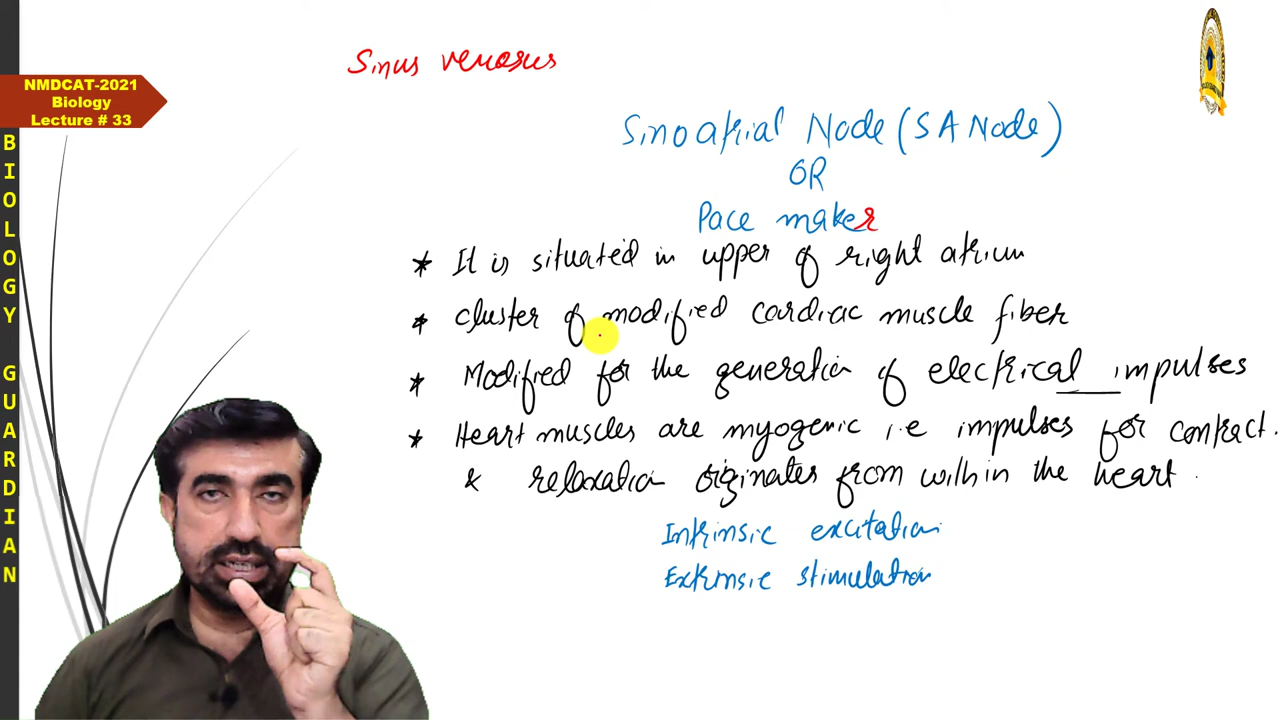 Sinus venosus
NMDCAT-2021
Biology
Lecture # 33
BIOLOGY GUARDIAN
Sinoatrial Node (SA Node)
OR
Pace maker
* It is situated in upper of right atrium
* Cluster of modified cardiac muscle fiber
* Modified for the generation of electrical impulses
* Heart muscles are myogenic i.e impulses for contract.
& relaxation originates from within the heart.
Intrinsic excitation
Extrinsic stimulation